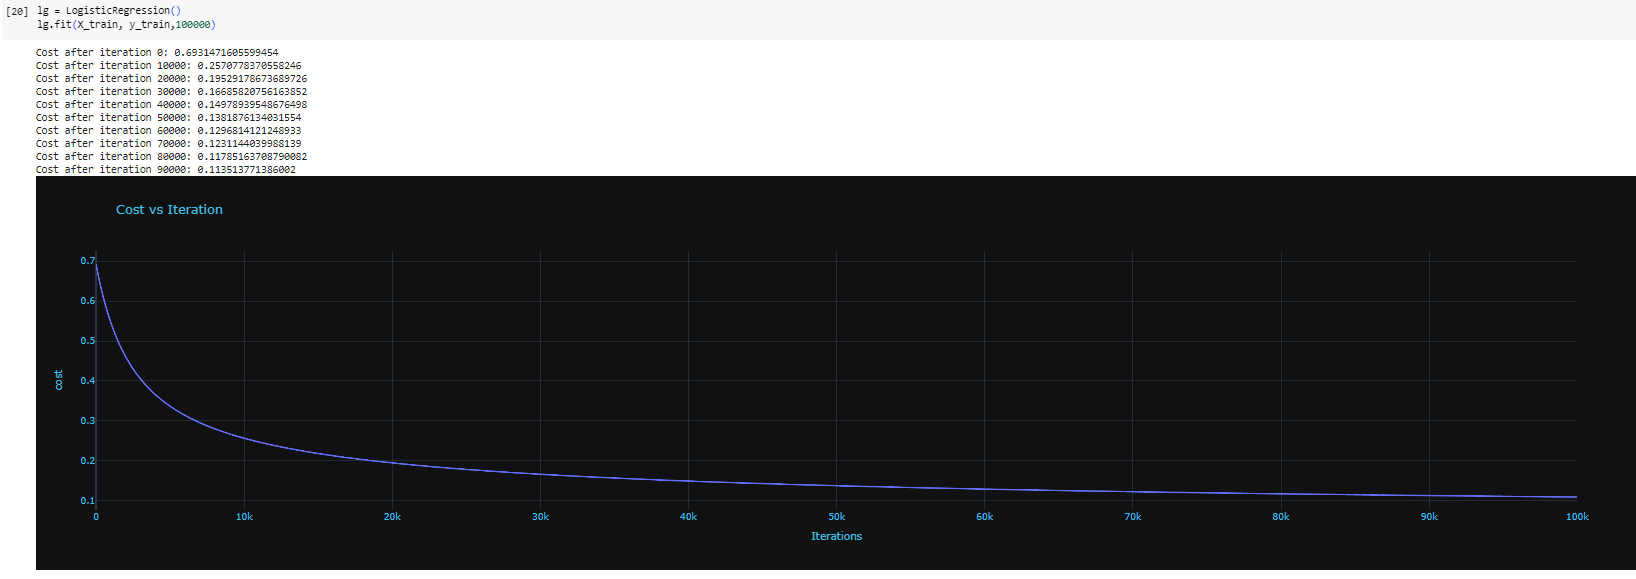 [20] lg = LogisticRegression()
lg.fit(X_train, y_train,100000)
Cost after iteration 0: 0.6931471605599454
Cost after iteration 10000: 0.2570778370558246
Cost after iteration 20000: 0.19529178673689726
Cost after iteration 30000: 0.16685820756163852
Cost after iteration 40000: 0.14978939548676498
Cost after iteration 50000: 0.1381876134031554
Cost after iteration 60000: 0.1296814121248933
Cost after iteration 70000: 0.1231144039988139
Cost after iteration 80000: 0.11785163708790082
Cost after iteration 90000: 0.113513771386002
Cost vs Iteration
0.7
0.6
0.5
cost
0.4
0.3
0.2
0.1
0 10k 20k 30k 40k 50k 60k 70k 80k 90k 100k
Iterations